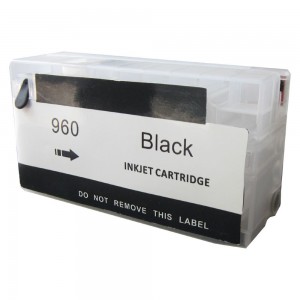 960
Black
INKJET CARTRIDGE
DO NOT REMOVE THIS LABEL